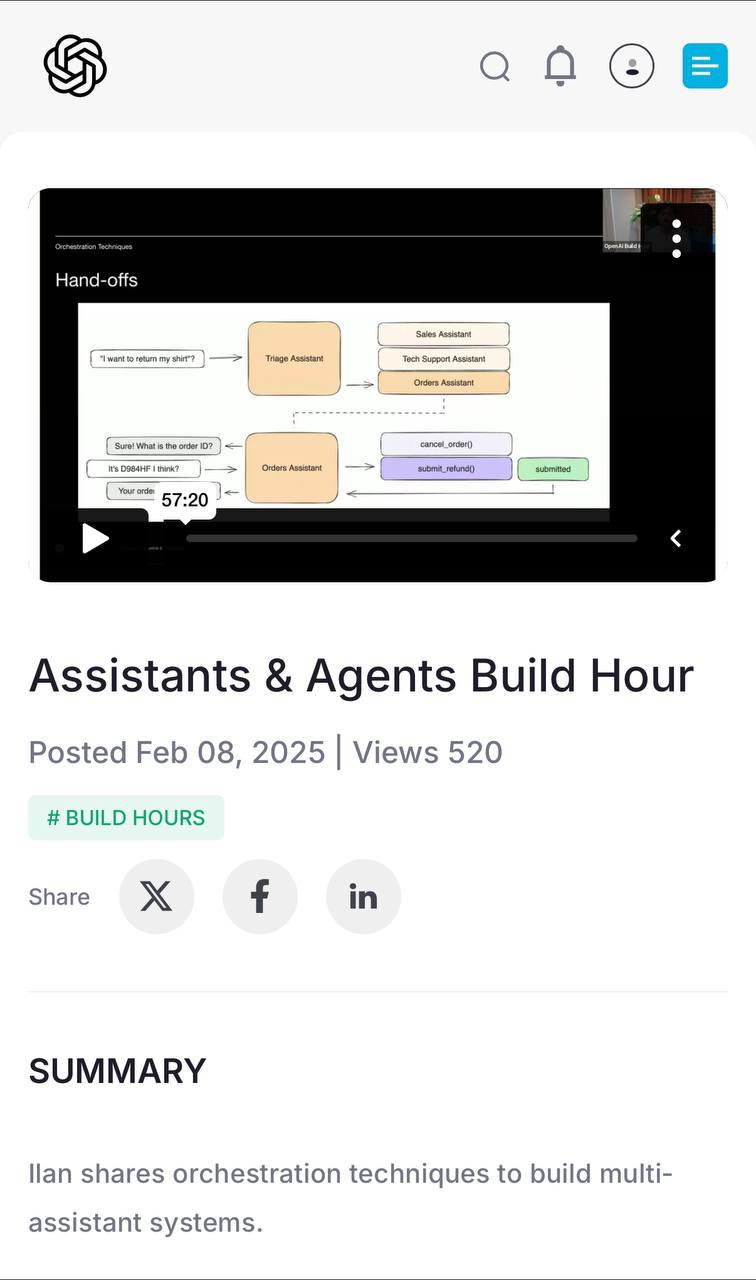 Orchestration Techniques
OpenAI Build
Hand-offs
"I want to return my shirt"?
Triage Assistant
Sales Assistant
Tech Support Assistant
Orders Assistant
Sure! What is the order ID?
It's D984HF I think?
Your
Orders Assistant
cancel_order()
submit_refund()
submitted
57:20
Assistants & Agents Build Hour
Posted Feb 08, 2025 | Views 520
# BUILD HOURS
Share
SUMMARY
Ilan shares orchestration techniques to build multi-
assistant systems.